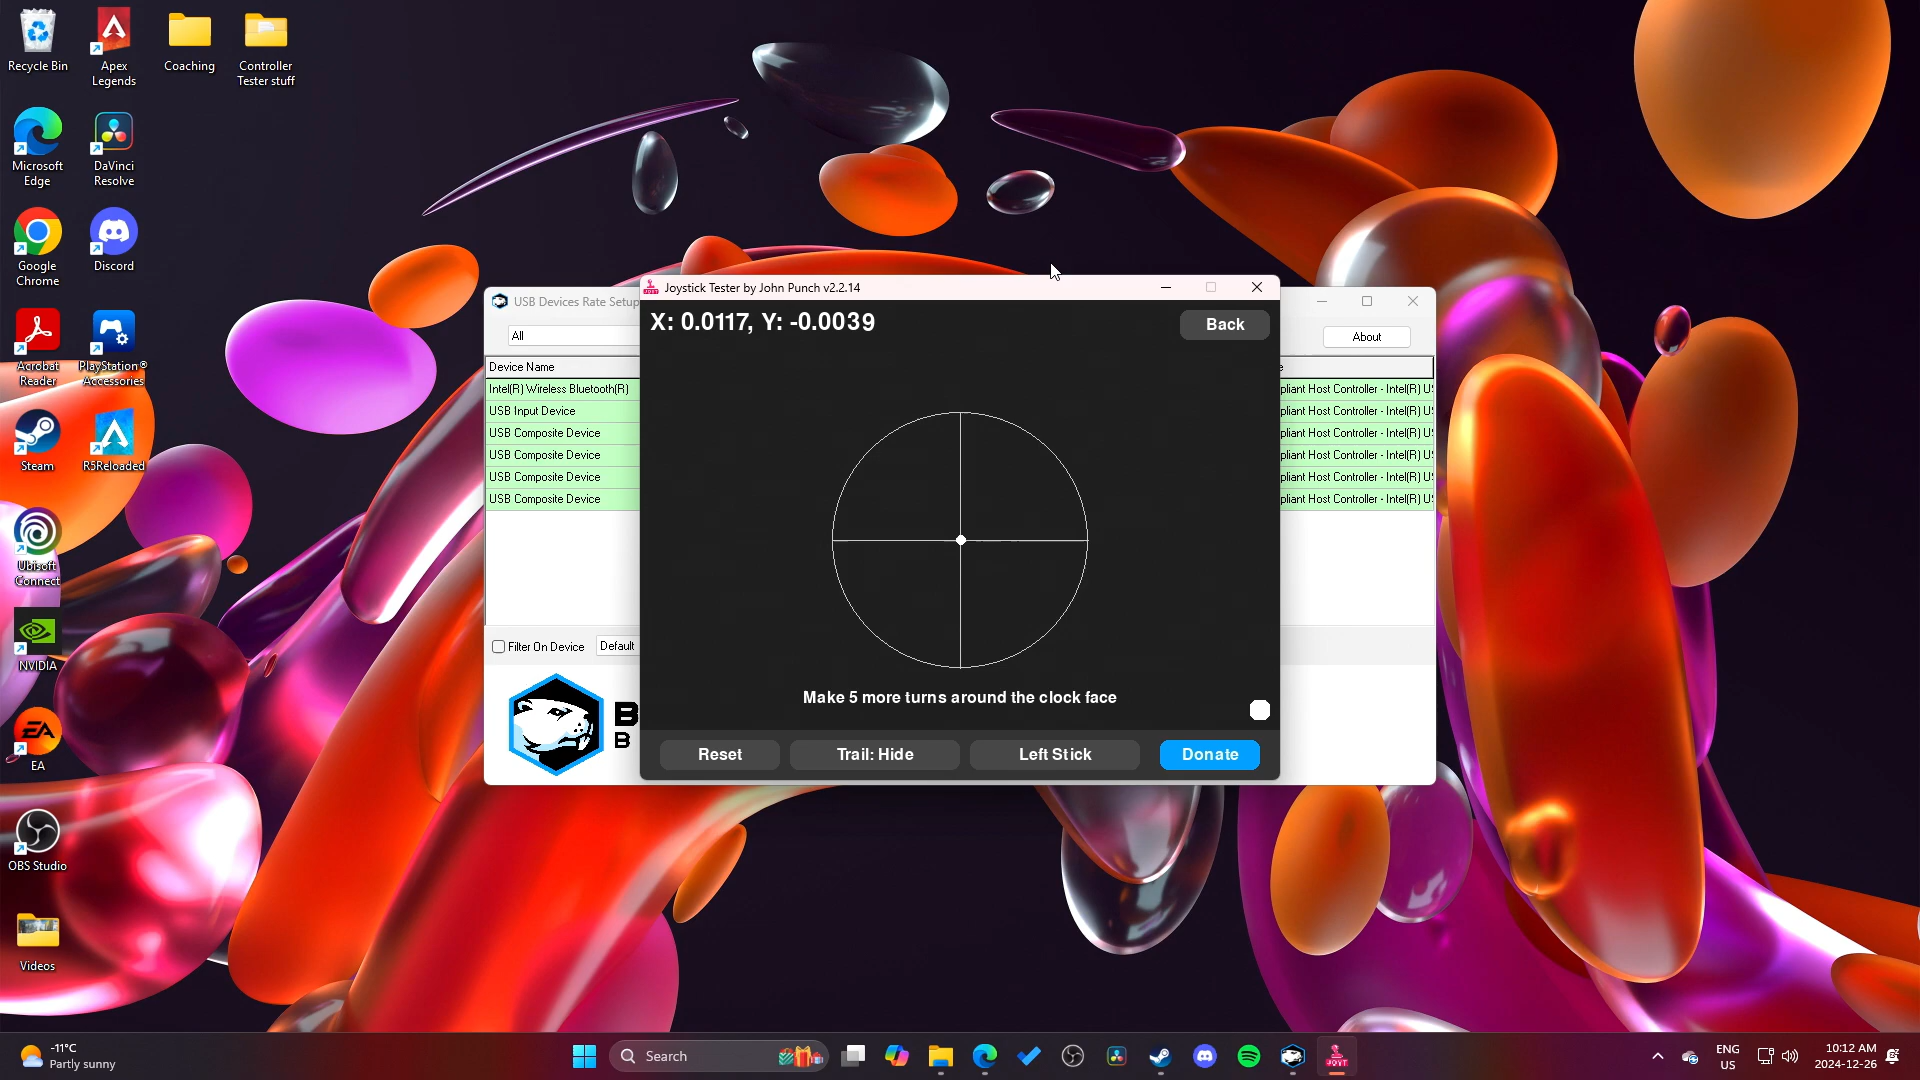 Recycle Bin
Apex
Legends
Coaching
Controller
Tester stuff
Microsoft
Edge
DaVinci
Resolve
Google
Chrome
Discord
Acrobat
Reader
PlayStation®
Accessories
Steam
R5Reloaded
Ubisoft
Connect
NVIDIA
EA
OBS Studio
Videos
USB Devices Rate Setup
All
About
Device Name
Intel(R) Wireless Bluetooth(R)
pliant Host Controller - Intel(R) U
USB Input Device
pliant Host Controller - Intel(R) U
USB Composite Device
pliant Host Controller - Intel(R) U
USB Composite Device
pliant Host Controller - Intel(R) U
USB Composite Device
pliant Host Controller - Intel(R) U
USB Composite Device
pliant Host Controller - Intel(R) U
Filter On Device
Default
B
B
Joystick Tester by John Punch v2.2.14
X: 0.0117, Y: -0.0039
Back
Make 5 more turns around the clock face
Reset
Trail: Hide
Left Stick
Donate
-11°C
Partly sunny
Search
JOYT
ENG
US
10:12 AM
2024-12-26